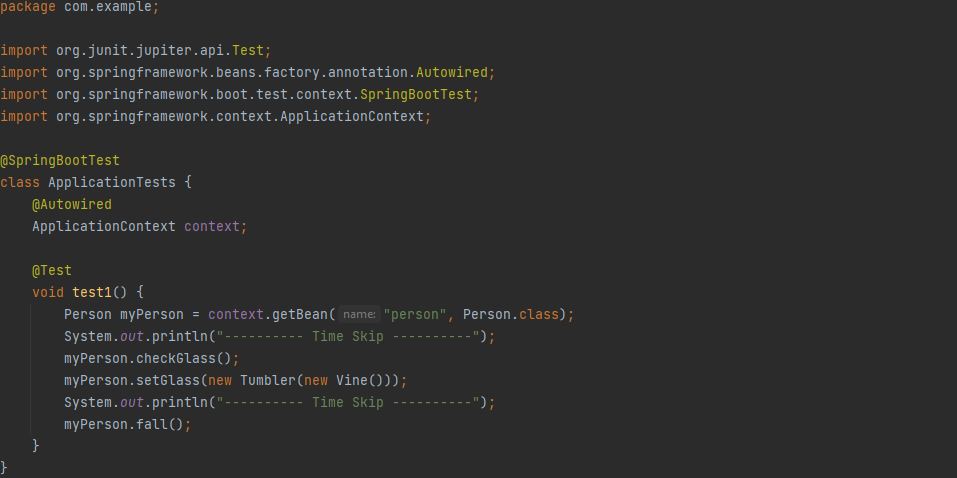 package com.example;
import org.junit.jupiter.api.Test;
import org.springframework.beans.factory.annotation.Autowired;
import org.springframework.boot.test.context.SpringBootTest;
import org.springframework.context.ApplicationContext;
@SpringBootTest
class ApplicationTests {
    @Autowired
    ApplicationContext context;
    @Test
    void test1() {
        Person myPerson = context.getBean( name: "person", Person.class);
        System.out.println("---------- Time Skip ----------");
        myPerson.checkGlass();
        myPerson.setGlass(new Tumbler(new Vine()));
        System.out.println("---------- Time Skip ----------");
        myPerson.fall();
    }
}